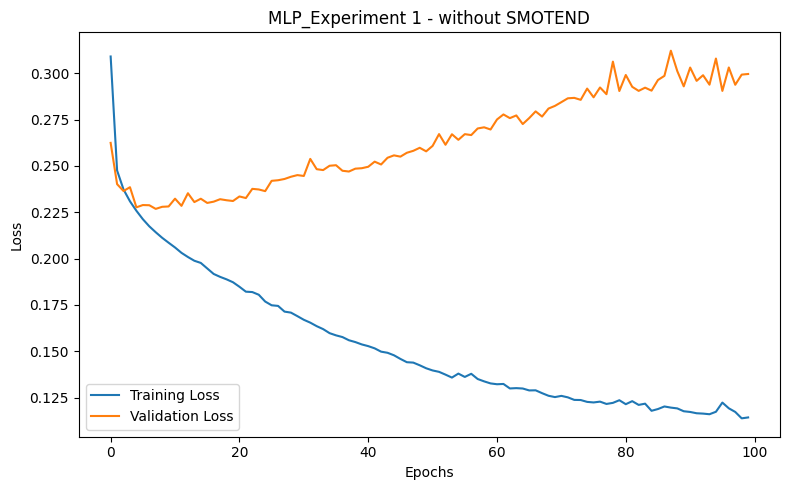 MLP_Experiment 1 - without SMOTEND
0.300
0.275
0.250
0.225
0.200
0.175
0.150
0.125
Loss
Training Loss
Validation Loss
0 20 40 60 80 100
Epochs